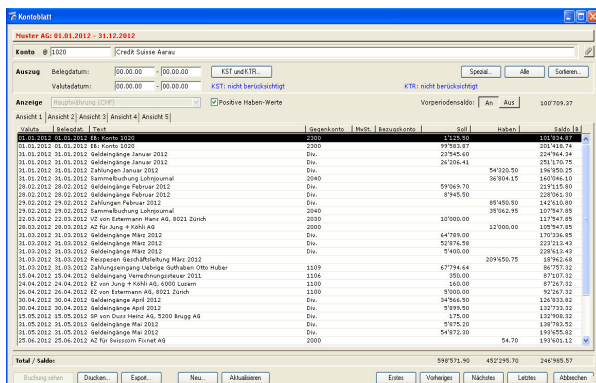 Kontoblatt
Muster AG: 01.01.2012 - 31.12.2012
Konto @ 1020 Credit Suisse Aarau
Auszug Belegdatum: 00.00.00 - 00.00.00 KST und KTR... Spezial... Alle Sortieren...
Valutadatum: 00.00.00 - 00.00.00 KST: nicht berücksichtigt KTR: nicht berücksichtigt
Anzeige Hauptwährung (CHF) Positive Haben-Werte Vorperiodensaldo: An Aus 100'709.37
Ansicht 1 Ansicht 2 Ansicht 3 Ansicht 4 Ansicht 5
Valuta Belegdat. Text Gegenkonto MwSt. Bezugskonto Soll Haben Saldo B
01.01.2012 01.01.2012 EB: Konto 1020 2300 1'125.50 101'834.87
01.01.2012 01.01.2012 EB: Konto 1020 2300 99'583.87 201'418.74
31.01.2012 31.01.2012 Geldeingänge Januar 2012 Div. 23'545.60 224'964.34
31.01.2012 31.01.2012 Geldeingänge Januar 2012 Div. 26'206.41 251'170.75
31.01.2012 31.01.2012 Zahlungen Januar 2012 Div. 54'320.50 196'850.25
31.01.2012 31.01.2012 Sammelbuchung Lohnjournal 2040 36'804.15 160'046.10
28.02.2012 28.02.2012 Geldeingänge Februar 2012 Div. 59'069.70 219'115.80
28.02.2012 28.02.2012 Geldeingänge Februar 2012 Div. 8'945.50 228'061.30
29.02.2012 29.02.2012 Zahlungen Februar 2012 Div. 85'450.50 142'610.80
29.02.2012 29.02.2012 Sammelbuchung Lohnjournal 2040 35'062.95 107'547.85
22.03.2012 22.03.2012 VZ von Estermann Hans AG, 8021 Zürich 2030 10'000.00 117'547.85
28.03.2012 28.03.2012 AZ für Jung + Köhli AG 2000 12'000.00 105'547.85
31.03.2012 31.03.2012 Geldeingänge März 2012 Div. 64'789.00 170'336.85
31.03.2012 31.03.2012 Geldeingänge März 2012 Div. 52'876.58 223'213.43
31.03.2012 31.03.2012 Geldeingänge März 2012 Div. 5'400.00 228'613.43
31.03.2012 31.03.2012 Reispesen Geschäftsleitung März 2012 209'650.75 18'962.68
31.03.2012 31.03.2012 Zahlungseingang Uebrige Guthaben Otto Huber 1109 67'794.64 86'757.32
15.04.2012 15.04.2012 Geldeingang Verrechnungssteuer 2011 1106 350.00 87'107.32
24.04.2012 24.04.2012 EZ von Jung + Köhli AG, 6000 Luzern 1100 160.00 87'267.32
26.04.2012 26.04.2012 EZ von Estermann AG, 8021 Zürich 1100 5'000.00 92'267.32
30.04.2012 30.04.2012 Geldeingänge April 2012 Div. 34'566.50 126'833.82
30.04.2012 30.04.2012 Geldeingänge April 2012 Div. 5'899.50 132'733.32
15.05.2012 15.05.2012 SP von Duss Heinz AG, 5200 Brugg AG Div. 175.00 132'908.32
31.05.2012 31.05.2012 Geldeingänge Mai 2012 Div. 5'875.20 138'783.52
31.05.2012 31.05.2012 Geldeingänge Mai 2012 Div. 54'872.30 193'655.82
25.06.2012 25.06.2012 AZ für Swisscom Fixnet AG 2000 54.70 193'601.12
Total / Saldo: 598'571.90 452'295.70 246'985.57
Buchung sehen Drucken... Export... Neu... Aktualisieren Erstes Vorheriges Nächstes Letztes Abbrechen